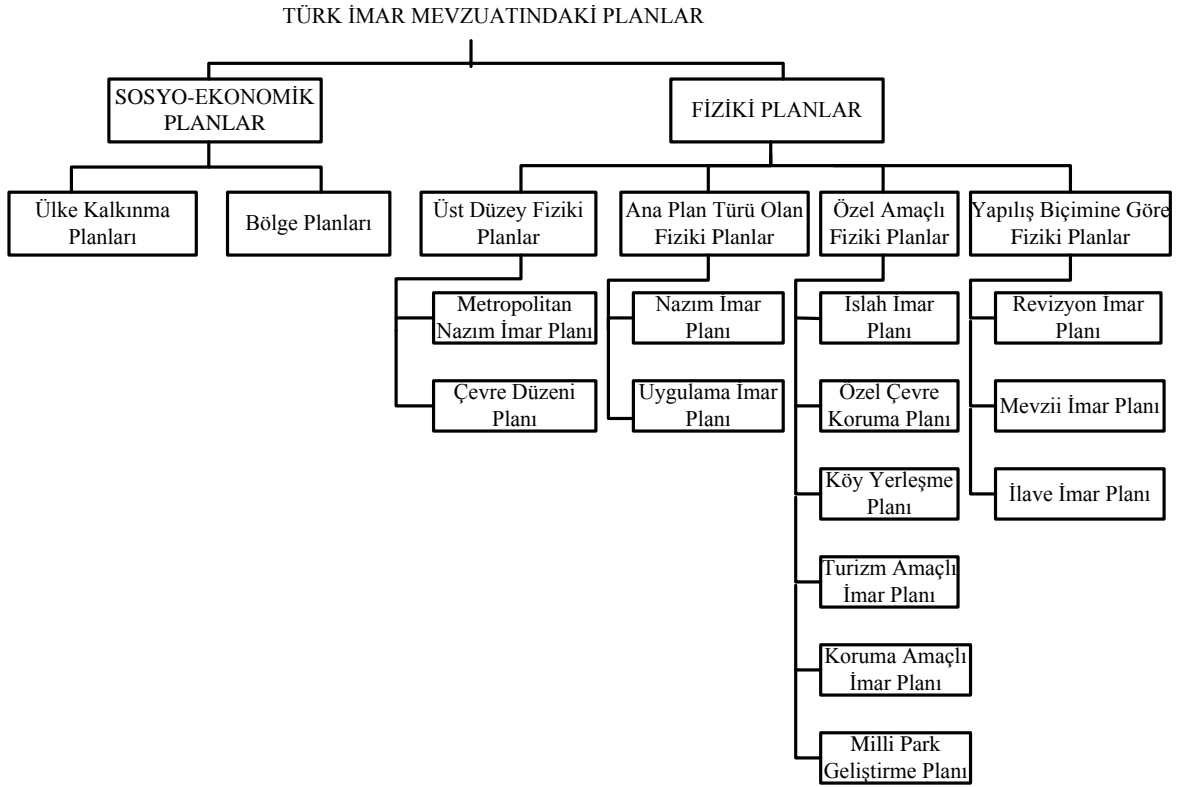 TÜRK İMAR MEVZUATINDAKİ PLANLAR
SOSYO-EKONOMİK
PLANLAR
FİZİKİ PLANLAR
Ülke Kalkınma
Planları
Bölge Planları
Üst Düzey Fiziki
Planlar
Ana Plan Türü Olan
Fiziki Planlar
Özel Amaçlı
Fiziki Planlar
Yapılış Biçimine Göre
Fiziki Planlar
Metropolitan
Nazım İmar Planı
Çevre Düzeni
Planı
Nazım İmar
Planı
Uygulama İmar
Planı
Islah İmar
Planı
Özel Çevre
Koruma Planı
Köy Yerleşme
Planı
Turizm Amaçlı
İmar Planı
Koruma Amaçlı
İmar Planı
Milli Park
Geliştirme Planı
Revizyon İmar
Planı
Mevzii İmar Planı
İlave İmar Planı